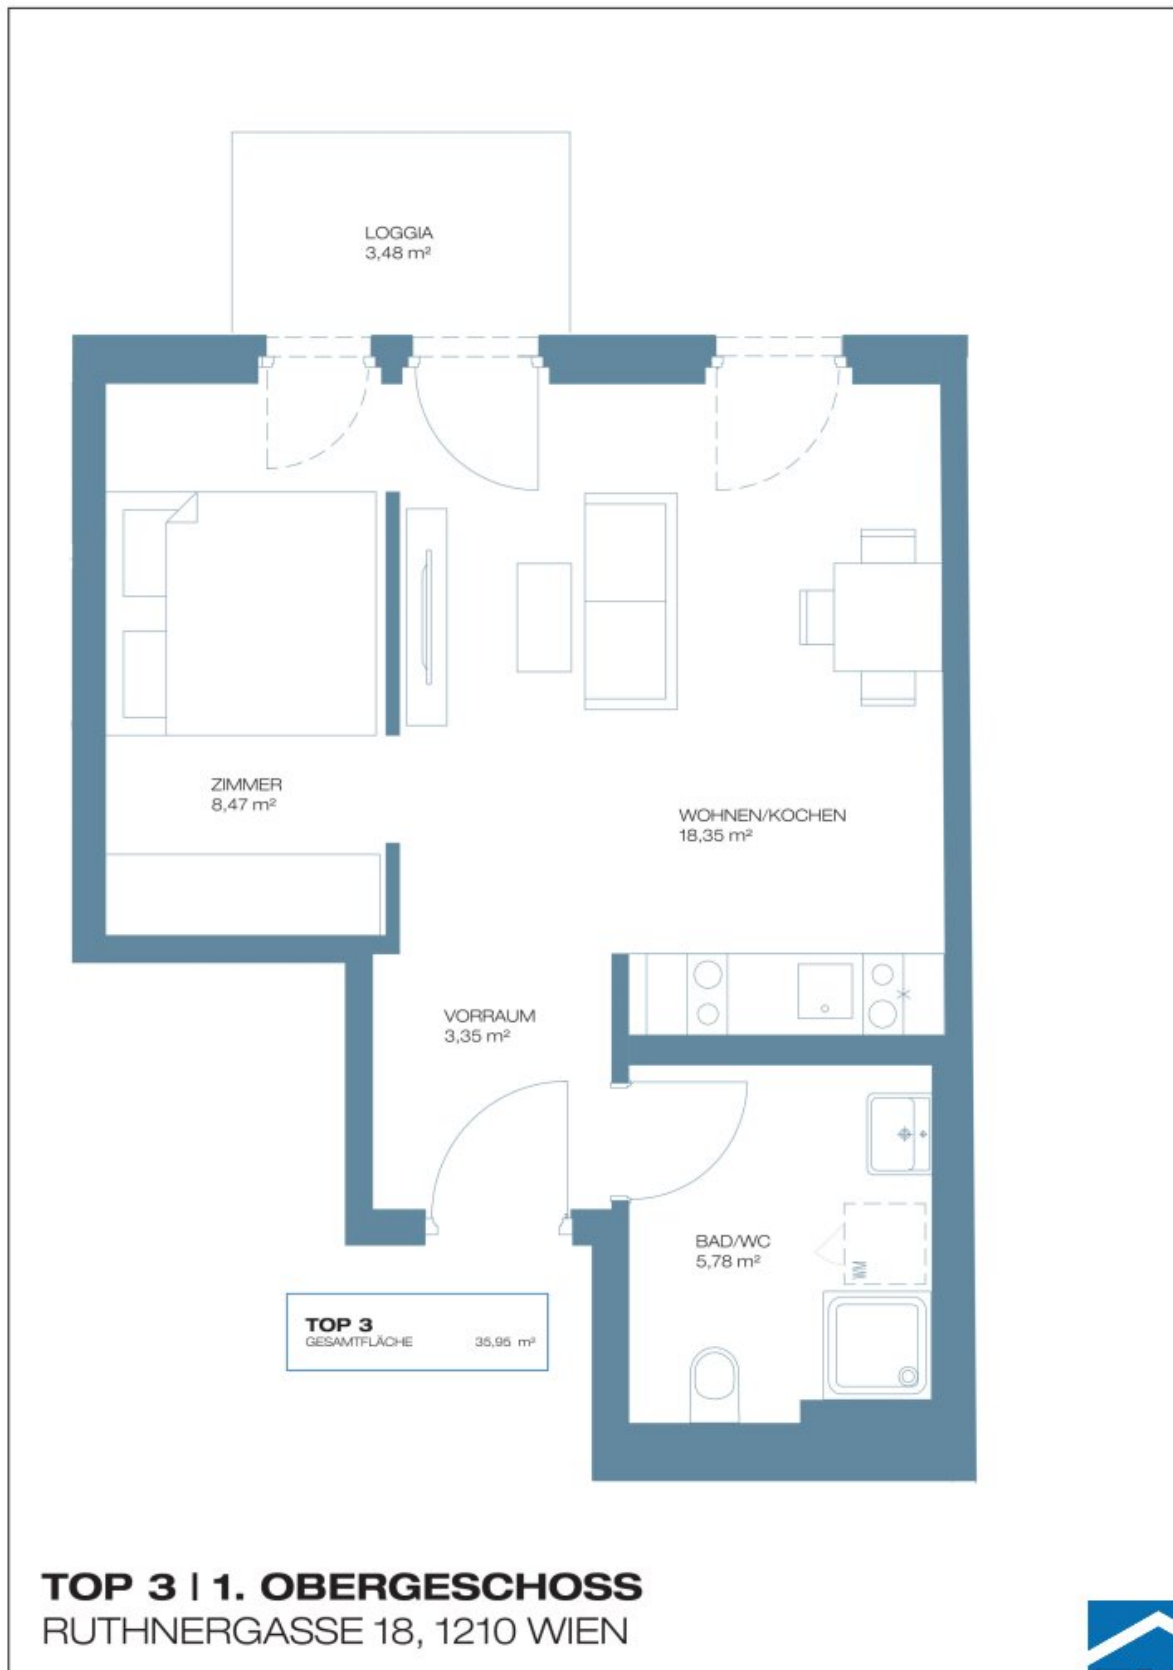 LOGGIA
3,48 m²
ZIMMER
8,47 m²
WOHNEN/KOCHEN
18,35 m²
VORRAUM
3,35 m²
BAD/WC
5,78 m²
WM
TOP 3
GESAMTFLÄCHE 35,95 m²
TOP 3 | 1. OBERGESCHOSS
RUTHNERGASSE 18, 1210 WIEN